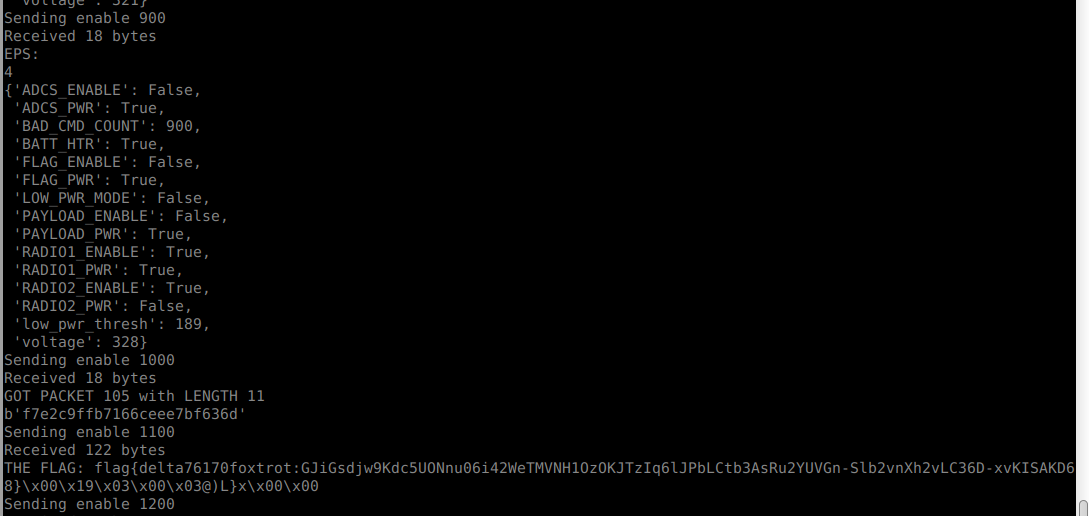 'voltage': 321}
Sending enable 900
Received 18 bytes
EPS:
4
{'ADCS_ENABLE': False,
 'ADCS_PWR': True,
 'BAD_CMD_COUNT': 900,
 'BATT_HTR': True,
 'FLAG_ENABLE': False,
 'FLAG_PWR': True,
 'LOW_PWR_MODE': False,
 'PAYLOAD_ENABLE': False,
 'PAYLOAD_PWR': True,
 'RADIO1_ENABLE': True,
 'RADIO1_PWR': True,
 'RADIO2_ENABLE': True,
 'RADIO2_PWR': False,
 'low_pwr_thresh': 189,
 'voltage': 328}
Sending enable 1000
Received 18 bytes
GOT PACKET 105 with LENGTH 11
b'f7e2c9ffb7166ceee7bf636d'
Sending enable 1100
Received 122 bytes
THE FLAG: flag{delta76170foxtrot:GJiGsdjw9Kdc5UONnu06i42WeTMVNH1OzOKJTzIq6lJPbLCtb3AsRu2YUVGn-Slb2vnXh2vLC36D-xvKISAKD6
8}\x00\x19\x03\x00\x03@)L}x\x00\x00
Sending enable 1200